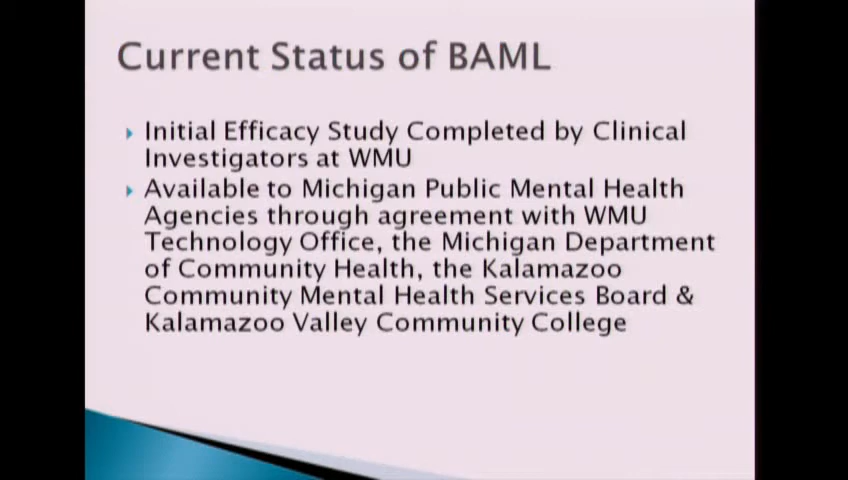 Current Status of BAML
Initial Efficacy Study Completed by Clinical
Investigators at WMU
Available to Michigan Public Mental Health
Agencies through agreement with WMU
Technology Office, the Michigan Department
of Community Health, the Kalamazoo
Community Mental Health Services Board &
Kalamazoo Valley Community College